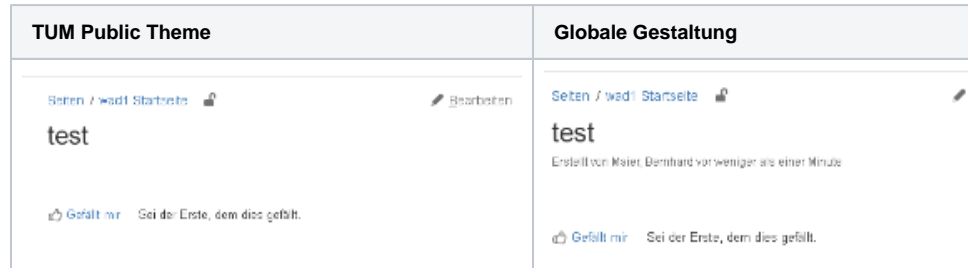 TUM Public Theme
Globale Gestaltung
Seiten / wad1 Startseite
Bearbeiten
test
Gefällt mir Sei der Erste, dem dies gefällt.
Seiten / wad1 Startseite
test
Erstellt von Maier, Bernhard vor weniger als einer Minute
Gefällt mir Sei der Erste, dem dies gefällt.